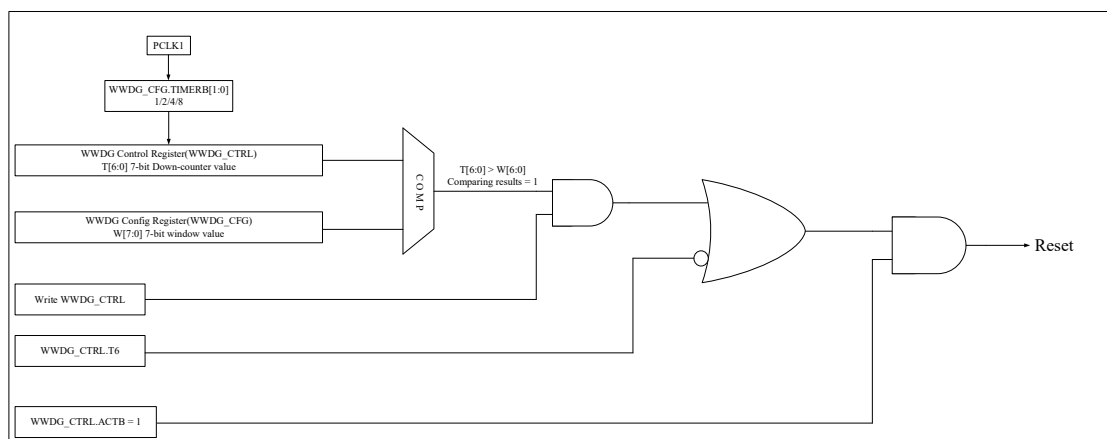 PCLK1
WWDG_CFG.TIMERB[1:0]
1/2/4/8
WWDG Control Register(WWDG_CTRL)
T[6:0] 7-bit Down-counter value
COMP
T[6:0] > W[6:0]
Comparing results = 1
WWDG Config Register(WWDG_CFG)
W[7:0] 7-bit window value
Reset
Write WWDG_CTRL
WWDG_CTRL.T6
WWDG_CTRL.ACTB = 1